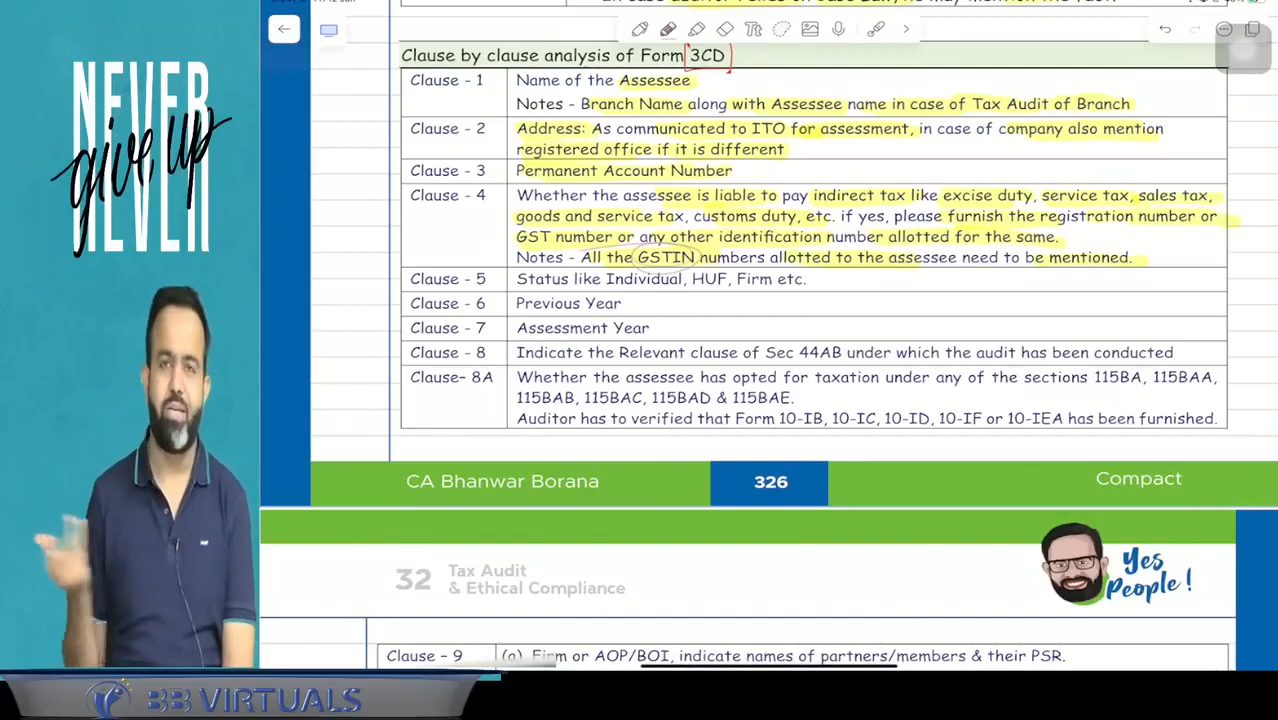 NEVER
give up
NEVER
Clause by clause analysis of Form 3CD
Clause - 1
Name of the Assessee
Notes - Branch Name along with Assessee name in case of Tax Audit of Branch
Clause - 2
Address: As communicated to ITO for assessment, in case of company also mention
registered office if it is different
Clause - 3
Permanent Account Number
Clause - 4
Whether the assessee is liable to pay indirect tax like excise duty, service tax, sales tax,
goods and service tax, customs duty, etc. if yes, please furnish the registration number or
GST number or any other identification number allotted for the same.
Notes - All the GSTIN numbers allotted to the assessee need to be mentioned.
Clause - 5
Status like Individual, HUF, Firm etc.
Clause - 6
Previous Year
Clause - 7
Assessment Year
Clause - 8
Indicate the Relevant clause of Sec 44AB under which the audit has been conducted
Clause– 8A
Whether the assessee has opted for taxation under any of the sections 115BA, 115BAA,
115BAB, 115BAC, 115BAD & 115BAE.
Auditor has to verified that Form 10-IB, 10-IC, 10-ID, 10-IF or 10-IEA has been furnished.
CA Bhanwar Borana
326
Compact
32
Tax Audit
& Ethical Compliance
Yes
People!
Clause – 9
(a) Firm or AOP/BOI, indicate names of partners/members & their PSR.
BB VIRTUALS